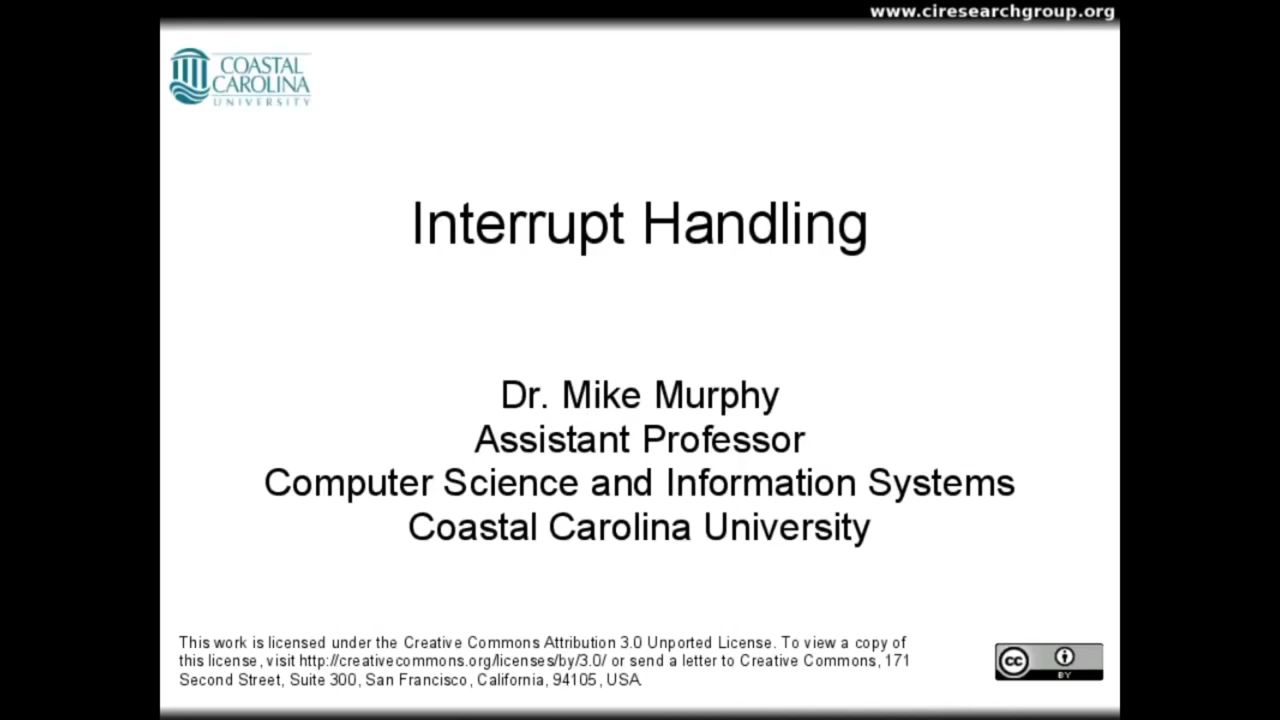 www.ciresearchgroup.org
COASTAL
CAROLINA
UNIVERSITY
Interrupt Handling
Dr. Mike Murphy
Assistant Professor
Computer Science and Information Systems
Coastal Carolina University
This work is licensed under the Creative Commons Attribution 3.0 Unported License. To view a copy of
this license, visit http://creativecommons.org/licenses/by/3.0/ or send a letter to Creative Commons, 171
Second Street, Suite 300, San Francisco, California, 94105, USA.
cc
BY